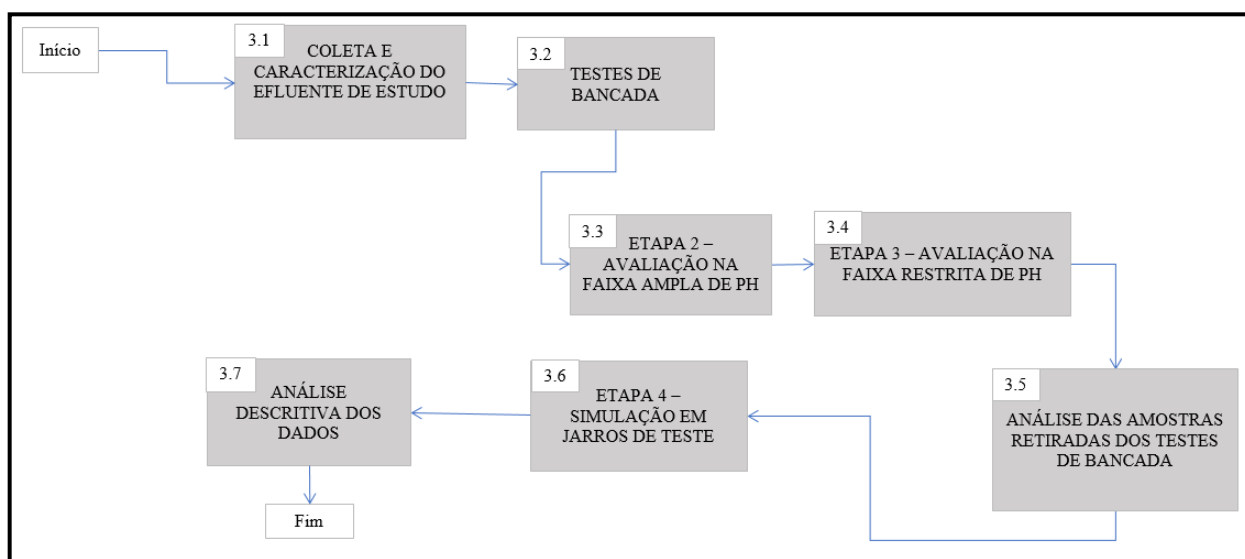 Início
3.1
COLETA E
CARACTERIZAÇÃO DO
EFLUENTE DE ESTUDO
3.2
TESTES DE
BANCADA
3.3
ETAPA 2 –
AVALIAÇÃO NA
FAIXA AMPLA DE PH
3.4
ETAPA 3 – AVALIAÇÃO NA
FAIXA RESTRITA DE PH
3.5
ANÁLISE DAS AMOSTRAS
RETIRADAS DOS TESTES
DE BANCADA
3.6
ETAPA 4 –
SIMULAÇÃO EM
JARROS DE TESTE
3.7
ANÁLISE
DESCRITIVA DOS
DADOS
Fim